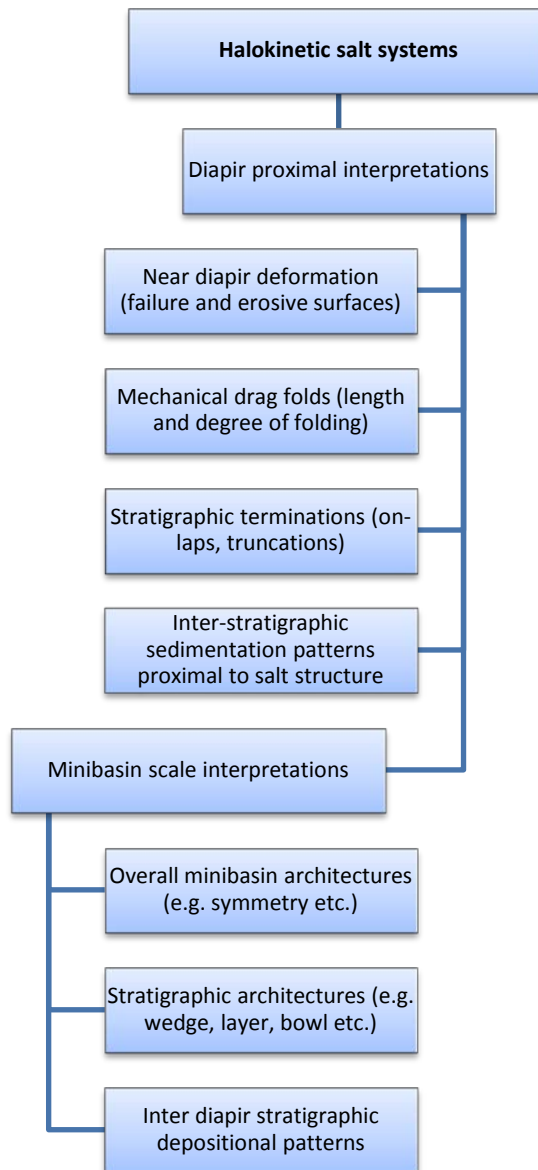 Halokinetic salt systems
Diapir proximal interpretations
Near diapir deformation
(failure and erosive surfaces)
Mechanical drag folds (length
and degree of folding)
Stratigraphic terminations (on-
laps, truncations)
Inter-stratigraphic
sedimentation patterns
proximal to salt structure
Minibasin scale interpretations
Overall minibasin architectures
(e.g. symmetry etc.)
Stratigraphic architectures (e.g.
wedge, layer, bowl etc.)
Inter diapir stratigraphic
depositional patterns